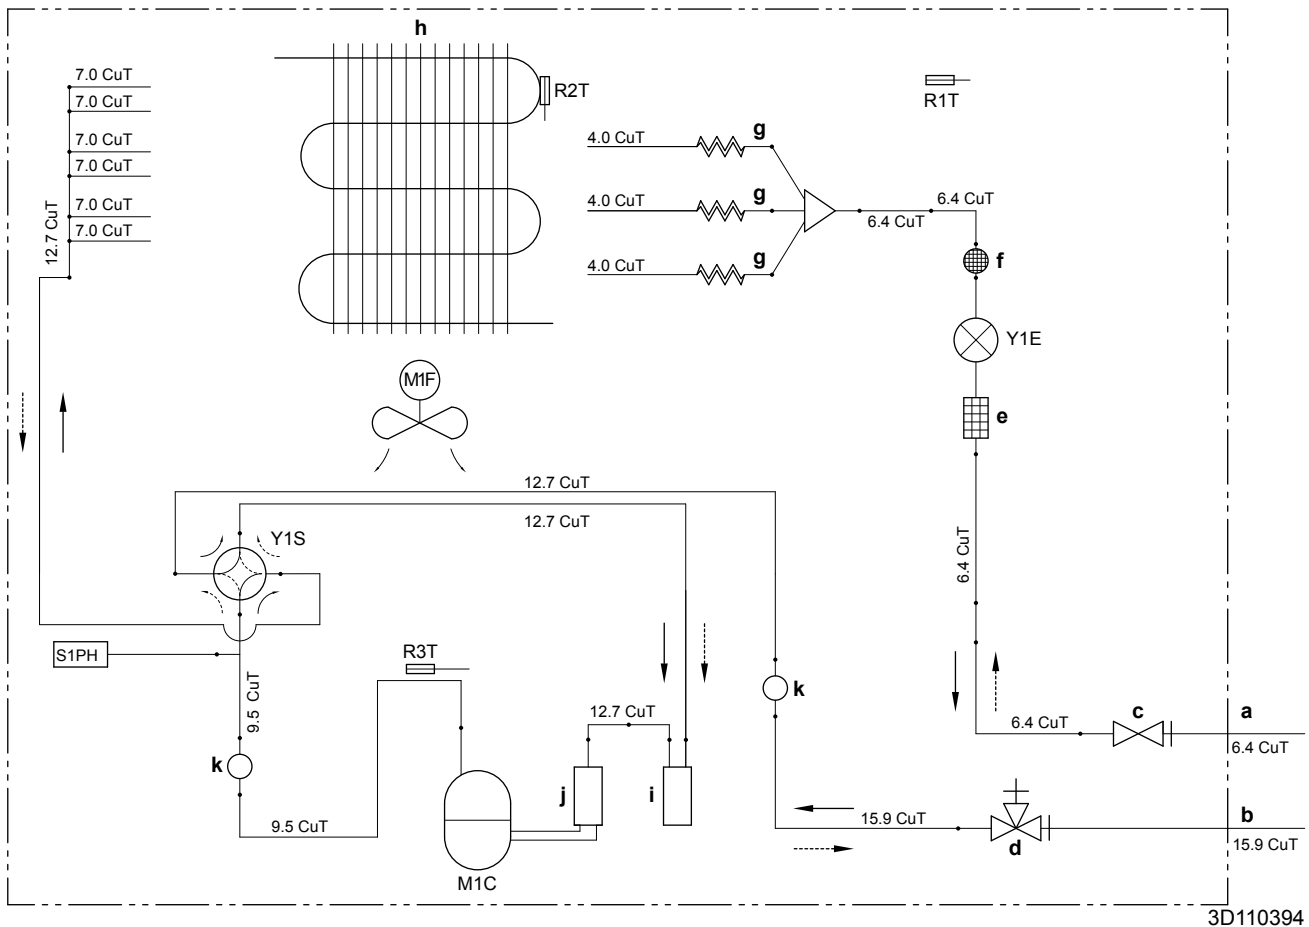 h
7.0 CuT
7.0 CuT
R2T
R1T
7.0 CuT
7.0 CuT
7.0 CuT
7.0 CuT
12.7 CuT
4.0 CuT
g
4.0 CuT
g
4.0 CuT
g
6.4 CuT
6.4 CuT
f
Y1E
e
M1F
12.7 CuT
12.7 CuT
Y1S
6.4 CuT
S1PH
R3T
9.5 CuT
k
k
12.7 CuT
6.4 CuT
c
a
6.4 CuT
j
i
9.5 CuT
15.9 CuT
d
b
15.9 CuT
M1C
3D110394